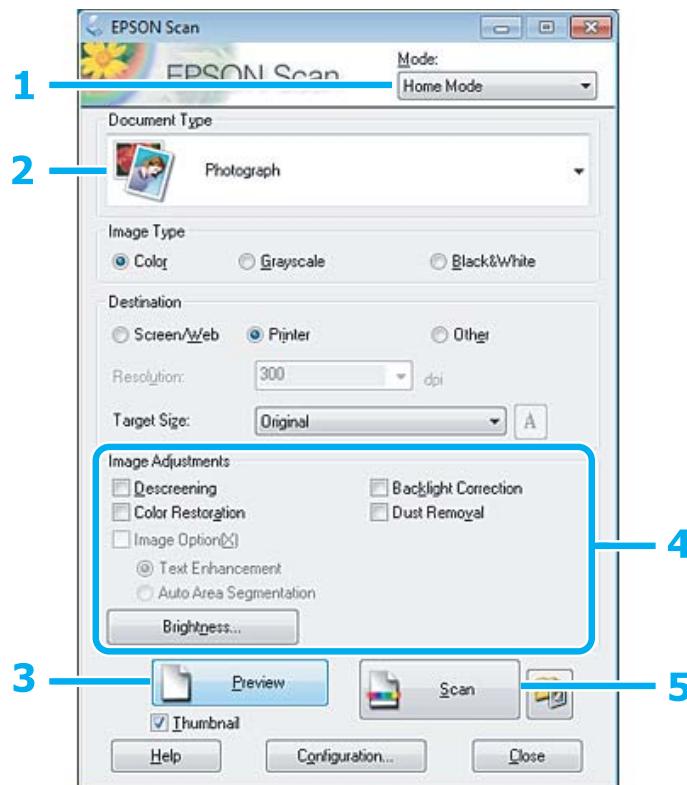 EPSON Scan
EPSON Scan
Mode:
1
Home Mode
Document Type
2
Photograph
Image Type
Color
Grayscale
Black&White
Destination
Screen/Web
Printer
Other
Resolution:
300
dpi
Target Size:
Original
A
Image Adjustments
Descreening
Backlight Correction
Color Restoration
Dust Removal
Image Option(X)
4
Text Enhancement
Auto Area Segmentation
Brightness...
3
Preview
Scan
5
Thumbnail
Help
Configuration...
Close